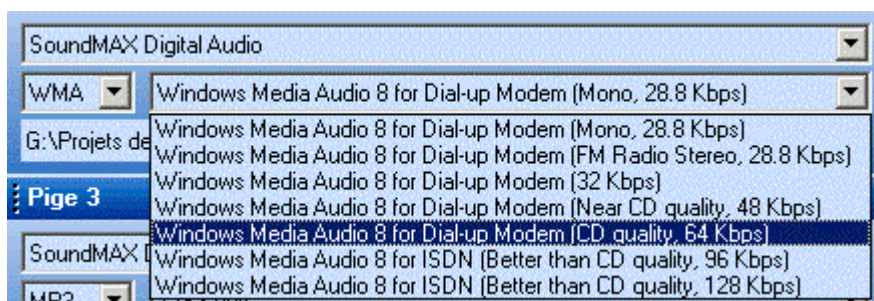 SoundMAX Digital Audio
WMA Windows Media Audio 8 for Dial-up Modem (Mono, 28.8 Kbps)
G:\Projets de
Windows Media Audio 8 for Dial-up Modem (Mono, 28.8 Kbps)
Windows Media Audio 8 for Dial-up Modem (FM Radio Stereo, 28.8 Kbps)
Windows Media Audio 8 for Dial-up Modem (32 Kbps)
Windows Media Audio 8 for Dial-up Modem (Near CD quality, 48 Kbps)
Windows Media Audio 8 for Dial-up Modem (CD quality, 64 Kbps)
Windows Media Audio 8 for ISDN (Better than CD quality, 96 Kbps)
Windows Media Audio 8 for ISDN (Better than CD quality, 128 Kbps)
Pige 3
SoundMAX
MP3